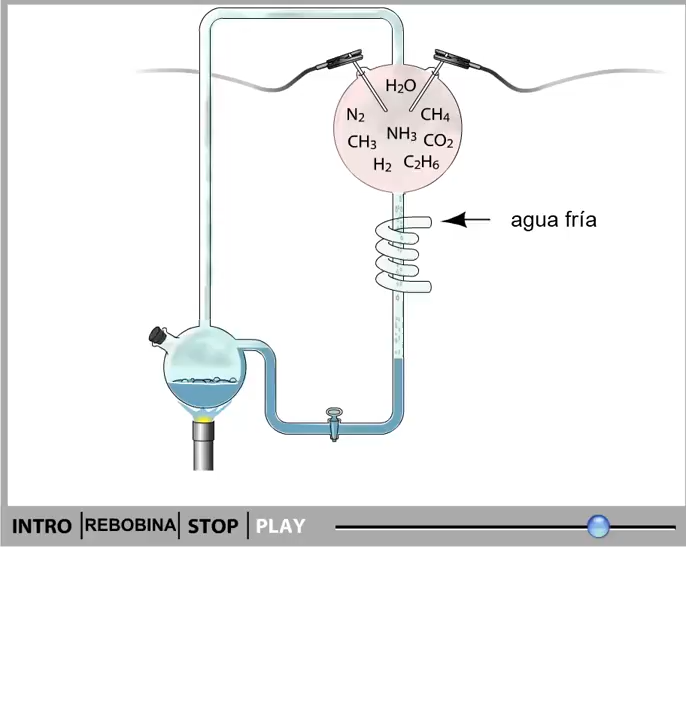 H2O
N2
CH4
CH3
NH3
CO2
H2
C2H6
agua fría
INTRO
REBOBINA
STOP
PLAY